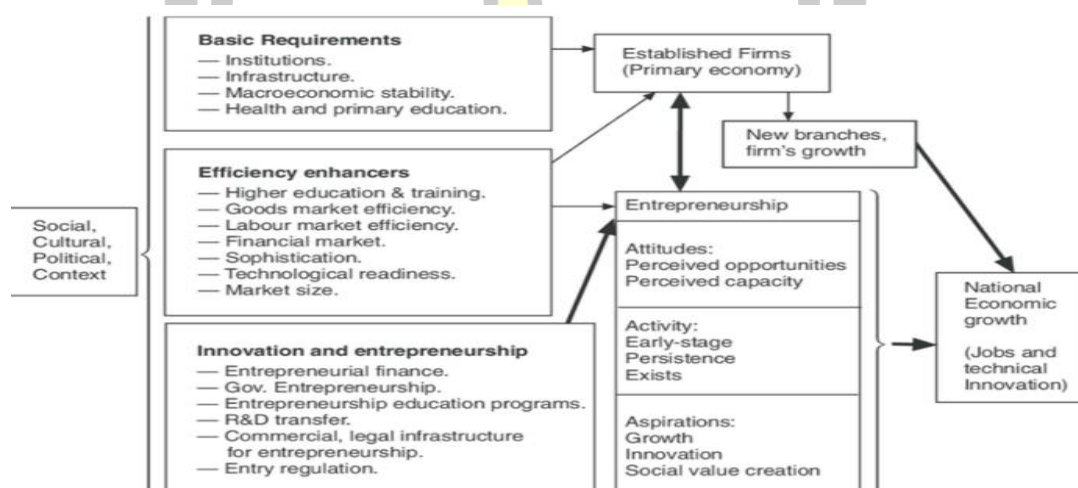 Social,
Cultural,
Political,
Context
Basic Requirements
— Institutions.
— Infrastructure.
— Macroeconomic stability.
— Health and primary education.
Efficiency enhancers
— Higher education & training.
— Goods market efficiency.
— Labour market efficiency.
— Financial market.
— Sophistication.
— Technological readiness.
— Market size.
Innovation and entrepreneurship
— Entrepreneurial finance.
— Gov. Entrepreneurship.
— Entrepreneurship education programs.
— R&D transfer.
— Commercial, legal infrastructure
for entrepreneurship.
— Entry regulation.
Established Firms
(Primary economy)
New branches,
firm's growth
Entrepreneurship
Attitudes:
Perceived opportunities
Perceived capacity
Activity:
Early-stage
Persistence
Exists
Aspirations:
Growth
Innovation
Social value creation
National
Economic
growth
(Jobs and
technical
Innovation)